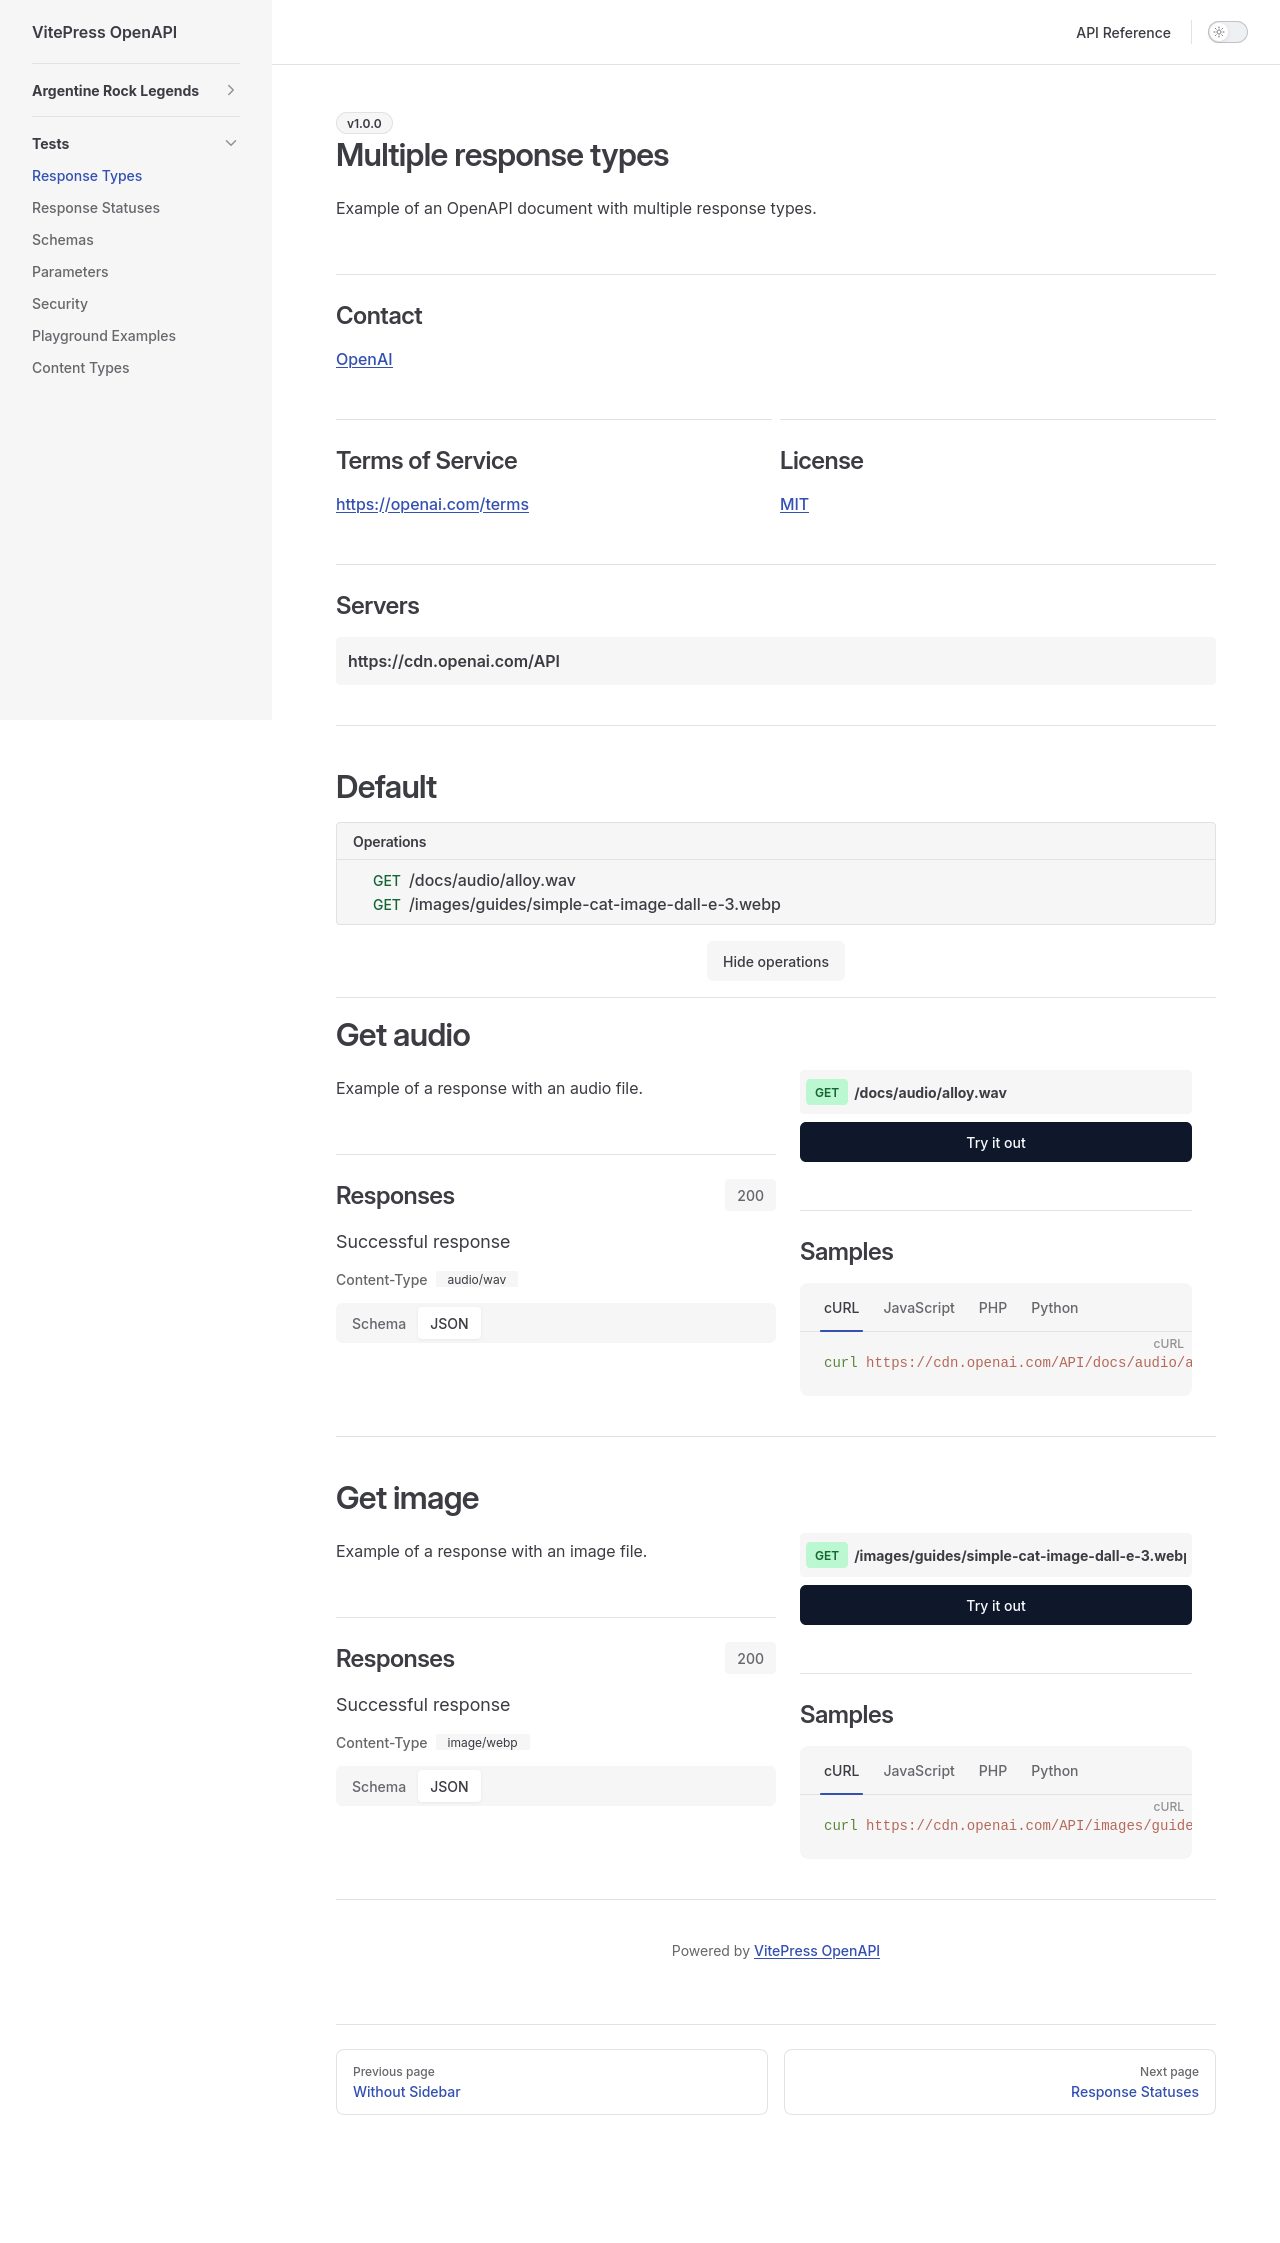 VitePress OpenAPI
Argentine Rock Legends
Tests
Response Types
Response Statuses
Schemas
Parameters
Security
Playground Examples
Content Types
API Reference
v1.0.0
Multiple response types
Example of an OpenAPI document with multiple response types.
Contact
OpenAI
Terms of Service
https://openai.com/terms
License
MIT
Servers
https://cdn.openai.com/API
Default
Operations
GET /docs/audio/alloy.wav
GET /images/guides/simple-cat-image-dall-e-3.webp
Hide operations
Get audio
Example of a response with an audio file.
Responses
200
Successful response
Content-Type audio/wav
Schema JSON
GET /docs/audio/alloy.wav
Try it out
Samples
cURL JavaScript PHP Python
cURL
curl https://cdn.openai.com/API/docs/audio/a
Get image
Example of a response with an image file.
Responses
200
Successful response
Content-Type image/webp
Schema JSON
GET /images/guides/simple-cat-image-dall-e-3.webp
Try it out
Samples
cURL JavaScript PHP Python
cURL
curl https://cdn.openai.com/API/images/guide
Powered by VitePress OpenAPI
Previous page
Without Sidebar
Next page
Response Statuses